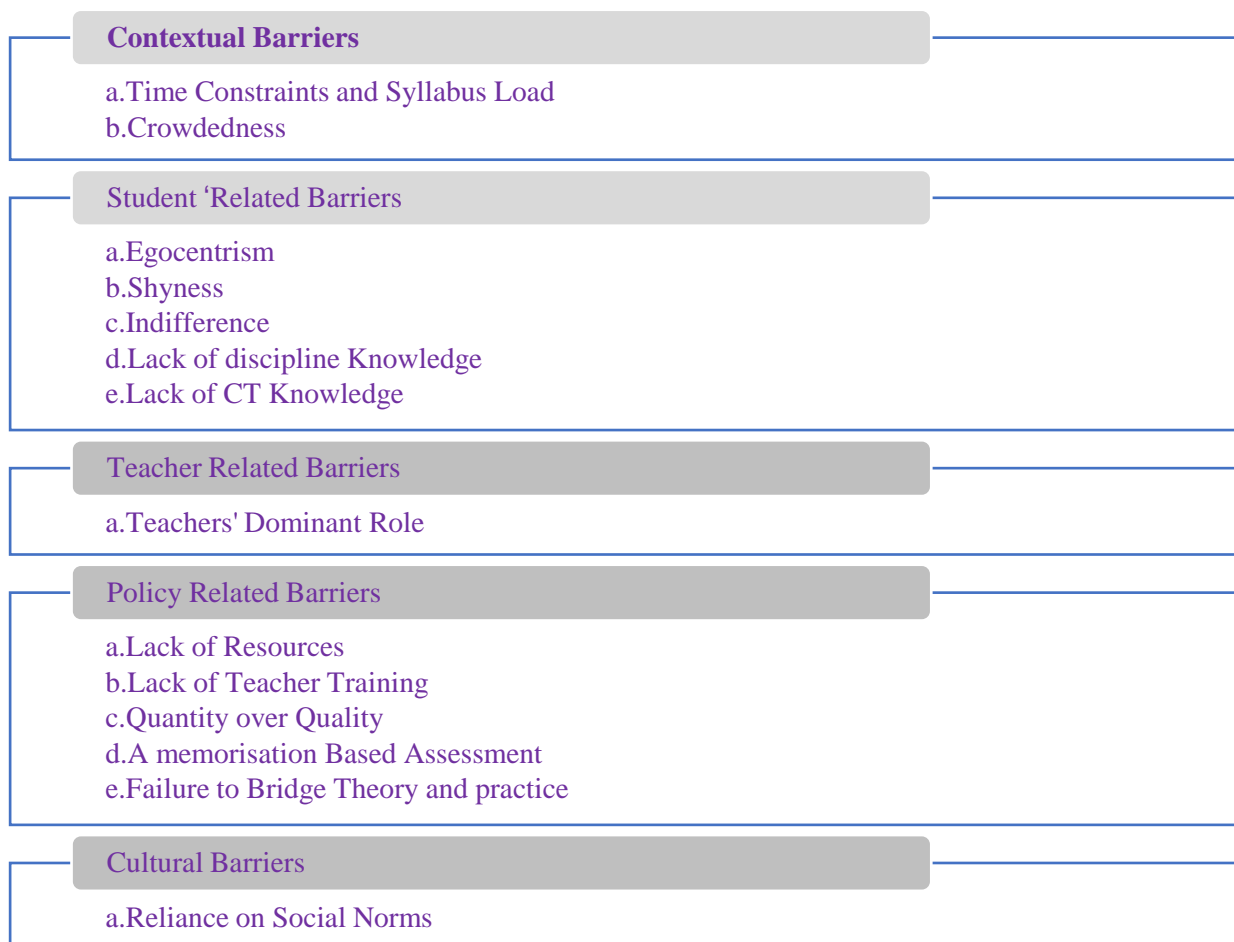 Contextual Barriers
a.Time Constraints and Syllabus Load
b.Crowdedness
Student ‘Related Barriers
a.Egocentrism
b.Shyness
c.Indifference
d.Lack of discipline Knowledge
e.Lack of CT Knowledge
Teacher Related Barriers
a.Teachers' Dominant Role
Policy Related Barriers
a.Lack of Resources
b.Lack of Teacher Training
c.Quantity over Quality
d.A memorisation Based Assessment
e.Failure to Bridge Theory and practice
Cultural Barriers
a.Reliance on Social Norms